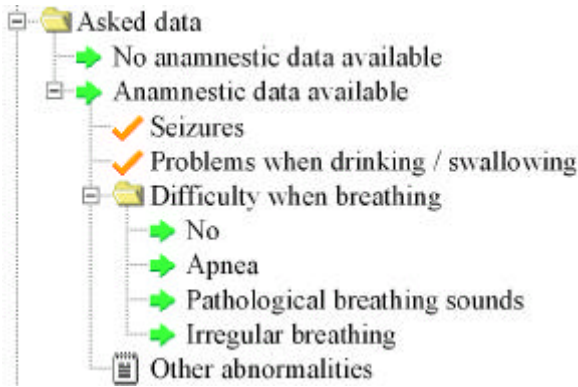 Asked data
No anamnestic data available
Anamnestic data available
Seizures
Problems when drinking / swallowing
Difficulty when breathing
No
Apnea
Pathological breathing sounds
Irregular breathing
Other abnormalities